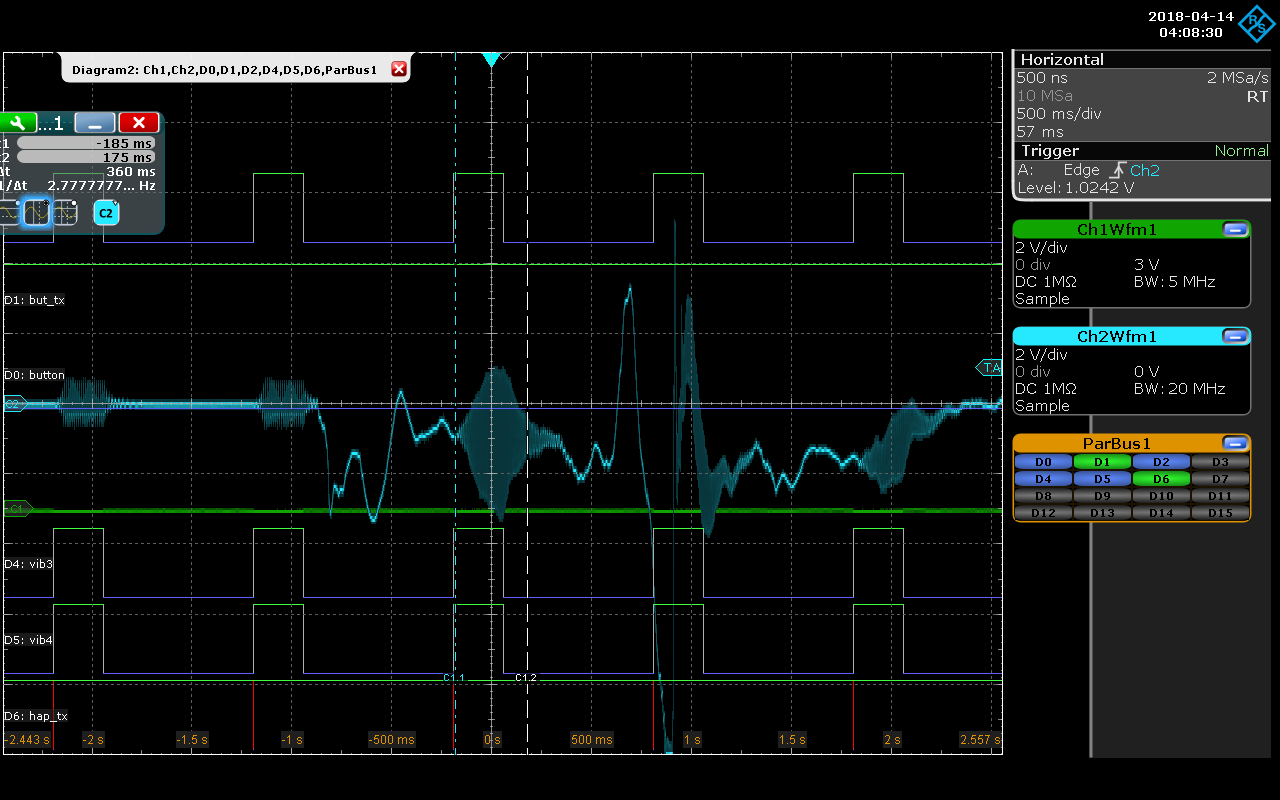 2018-04-14
04:08:30
Diagram2: Ch1,Ch2,D0,D1,D2,D4,D5,D6,ParBus1
Horizontal
500 ns 2 MSa/s
10 MSa RT
500 ms/div
57 ms
Trigger Normal
A: Edge Ch2
Level: 1.0242 V
...1
-185 ms
175 ms
360 ms
1/Δt 2.7777777... Hz
C2
D1: but_tx
D0: button
C2
TA
C1
D4: vib3
D5: vib4
C1.1 C1.2
D6: hap_tx
-2.443 s -2 s -1.5 s -1 s -500 ms 0 s 500 ms 1 s 1.5 s 2 s 2.557 s
Ch1Wfm1
2 V/div
0 div 3 V
DC 1MΩ BW: 5 MHz
Sample
Ch2Wfm1
2 V/div
0 div 0 V
DC 1MΩ BW: 20 MHz
Sample
ParBus1
D0 D1 D2 D3
D4 D5 D6 D7
D8 D9 D10 D11
D12 D13 D14 D15